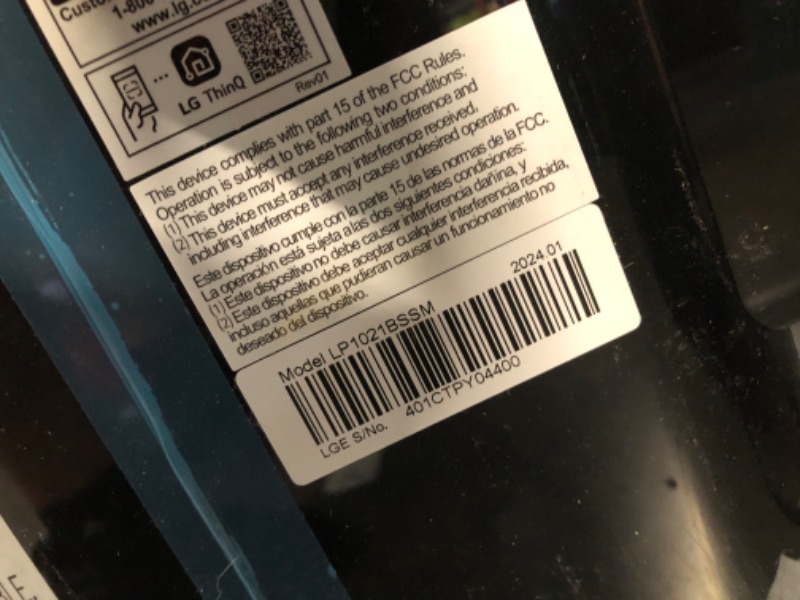 1-800
www.lg.co
LG ThinQ
Rev01
This device complies with part 15 of the FCC Rules.
Operation is subject to the following two conditions:
(1) This device may not cause harmful interference and
(2) This device must accept any interference received,
including interference that may cause undesired operation.
Este dispositivo cumple con la parte 15 de las normas de la FCC.
La operación está sujeta a las dos siguientes condiciones:
(1) Este dispositivo no debe causar interferencia dañina, y
(2) Este dispositivo debe aceptar cualquier interferencia recibida,
incluso aquellas que pudieran causar un funcionamiento no
deseado del dispositivo.
Model LP1021BSSM 2024.01
LGE S/No. 401CTPY04400